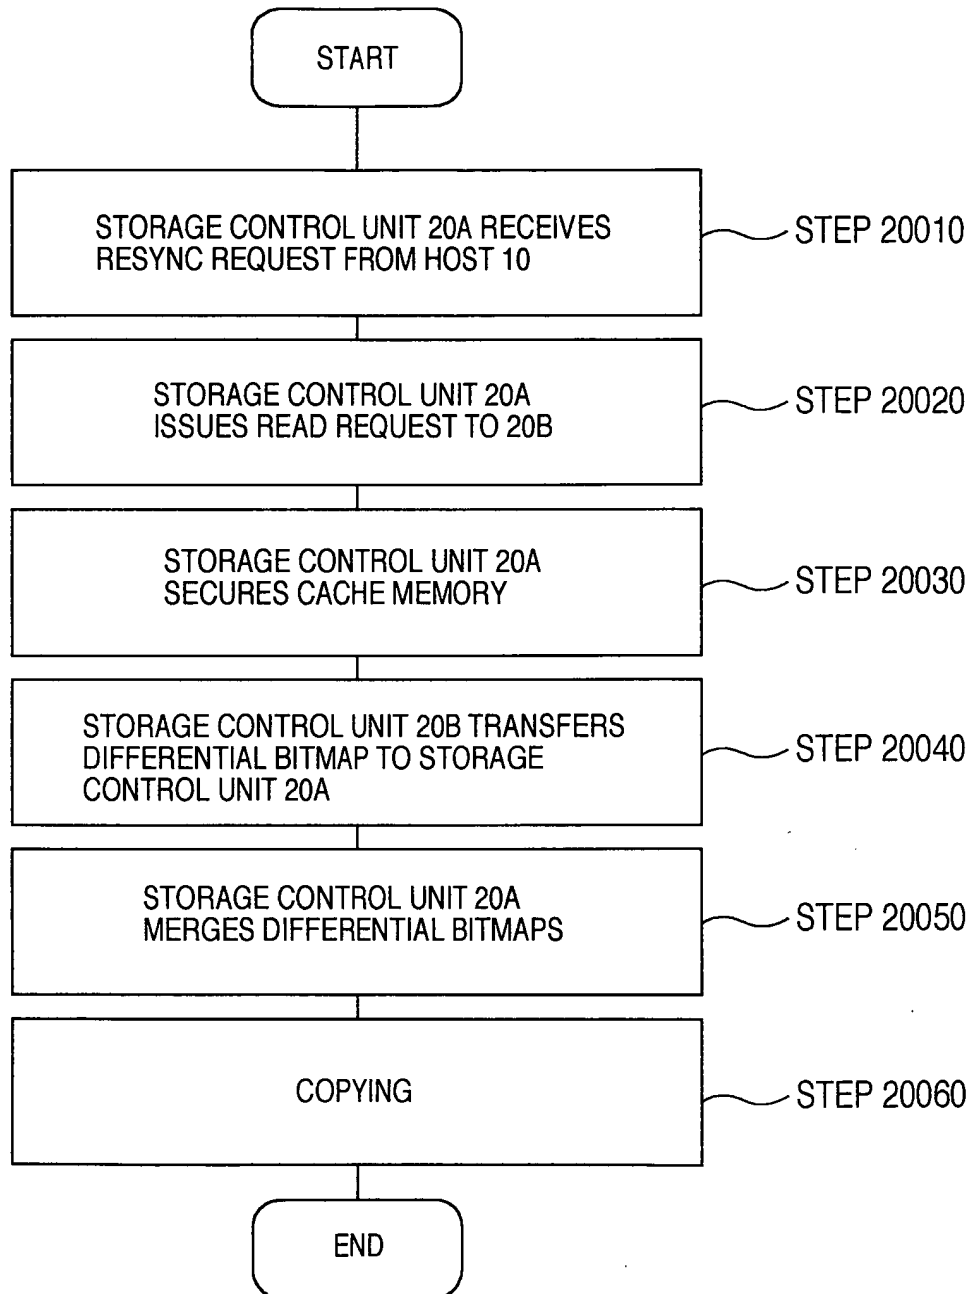 START
STORAGE CONTROL UNIT 20A RECEIVES
RESYNC REQUEST FROM HOST 10
STEP 20010
STORAGE CONTROL UNIT 20A
ISSUES READ REQUEST TO 20B
STEP 20020
STORAGE CONTROL UNIT 20A
SECURES CACHE MEMORY
STEP 20030
STORAGE CONTROL UNIT 20B TRANSFERS
DIFFERENTIAL BITMAP TO STORAGE
CONTROL UNIT 20A
STEP 20040
STORAGE CONTROL UNIT 20A
MERGES DIFFERENTIAL BITMAPS
STEP 20050
COPYING
STEP 20060
END